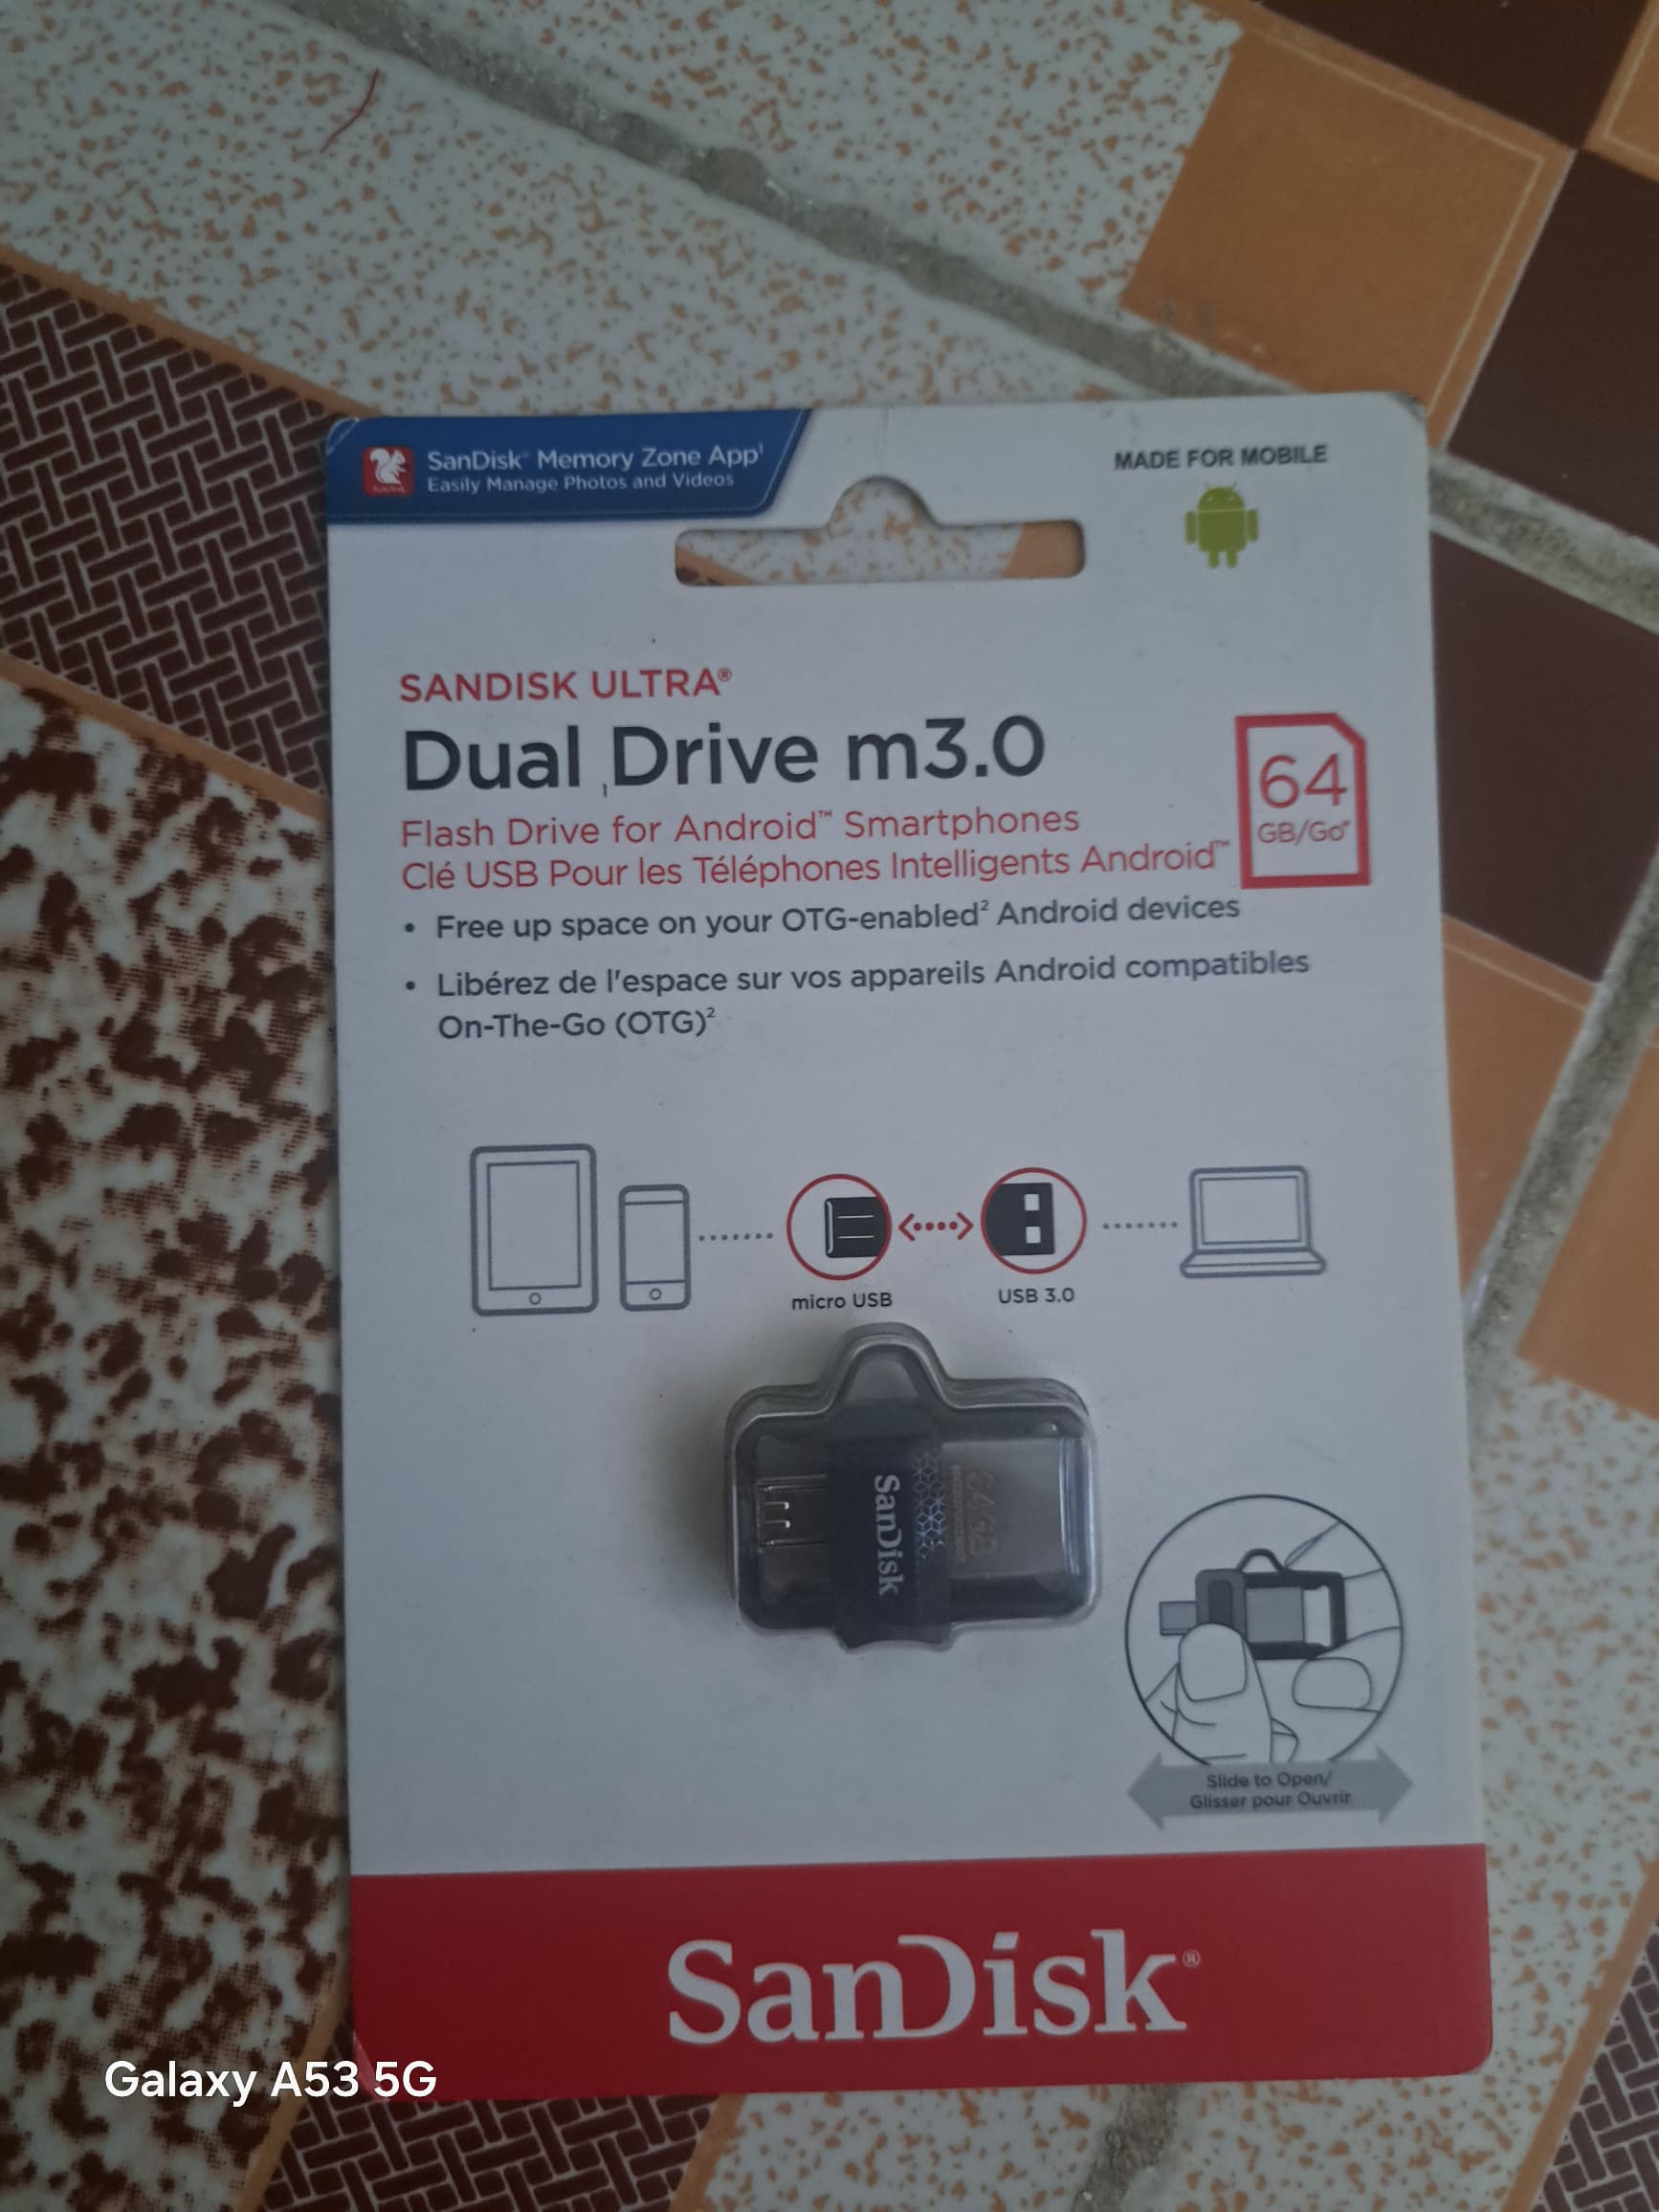 SanDisk® Memory Zone App¹
Easily Manage Photos and Videos
MADE FOR MOBILE
SANDISK ULTRA®
Dual Drive m3.0
64
GB/Go*
Flash Drive for Android™ Smartphones
Clé USB Pour les Téléphones Intelligents Android™
• Free up space on your OTG-enabled² Android devices
• Libérez de l'espace sur vos appareils Android compatibles
On-The-Go (OTG)²
micro USB
USB 3.0
SanDisk
64GB
Slide to Open/
Glisser pour Ouvrir
SanDisk®
Galaxy A53 5G